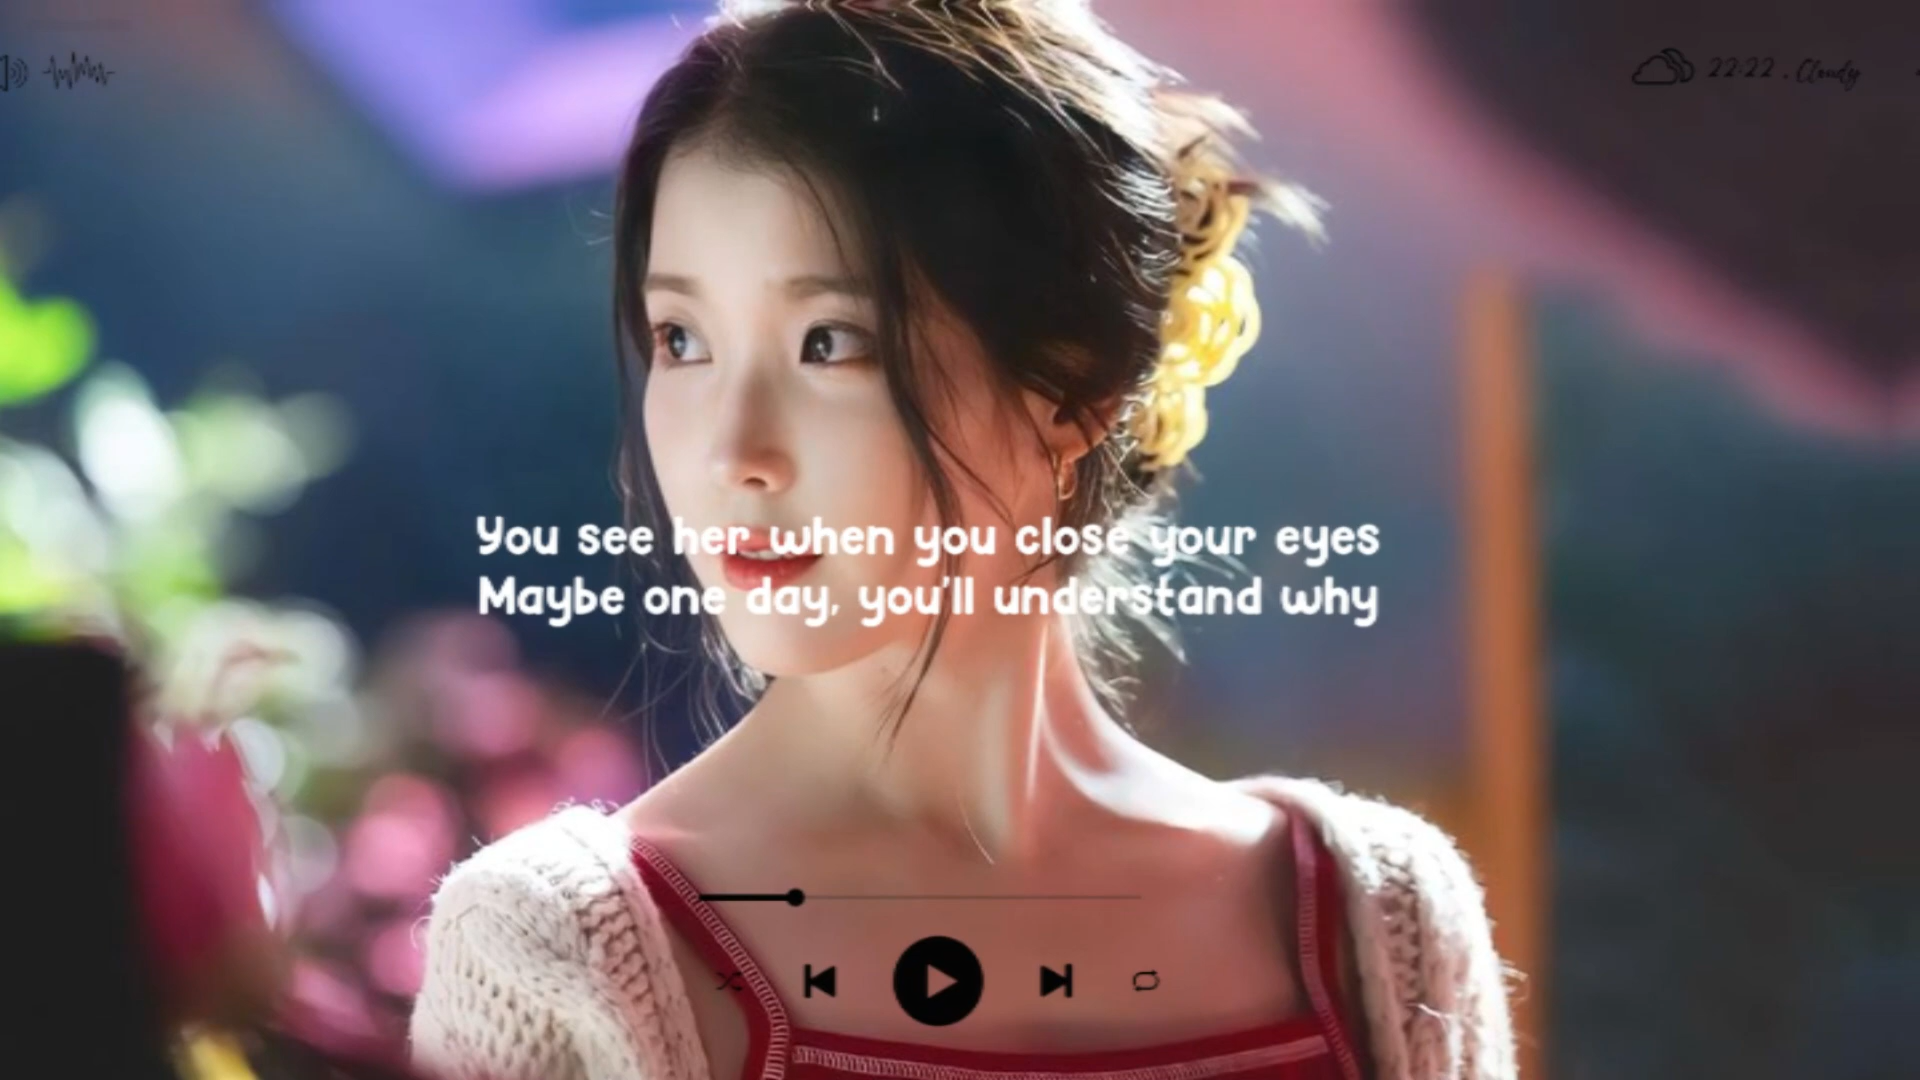 22:22 . Cloudy
You see her when you close your eyes
Maybe one day, you'll understand why